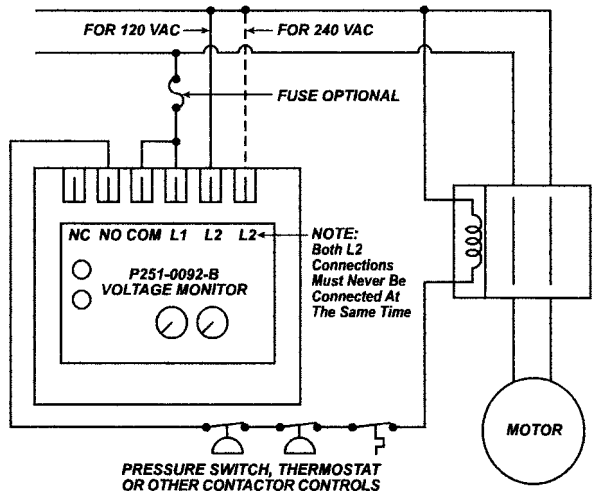 FOR 120 VAC
FOR 240 VAC
FUSE OPTIONAL
NC NO COM L1 L2 L2
NOTE:
Both L2
Connections
Must Never Be
Connected At
The Same Time
P251-0092-B
VOLTAGE MONITOR
MOTOR
PRESSURE SWITCH, THERMOSTAT
OR OTHER CONTACTOR CONTROLS